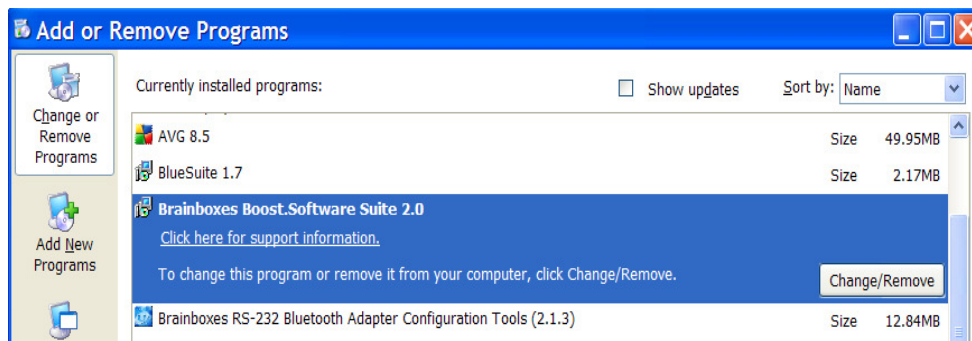 Add or Remove Programs
Change or
Remove
Programs
Add New
Programs
Currently installed programs:
Show updates
Sort by: Name
AVG 8.5 Size 49.95MB
BlueSuite 1.7 Size 2.17MB
Brainboxes Boost.Software Suite 2.0
Click here for support information.
To change this program or remove it from your computer, click Change/Remove.
Change/Remove
Brainboxes RS-232 Bluetooth Adapter Configuration Tools (2.1.3) Size 12.84MB